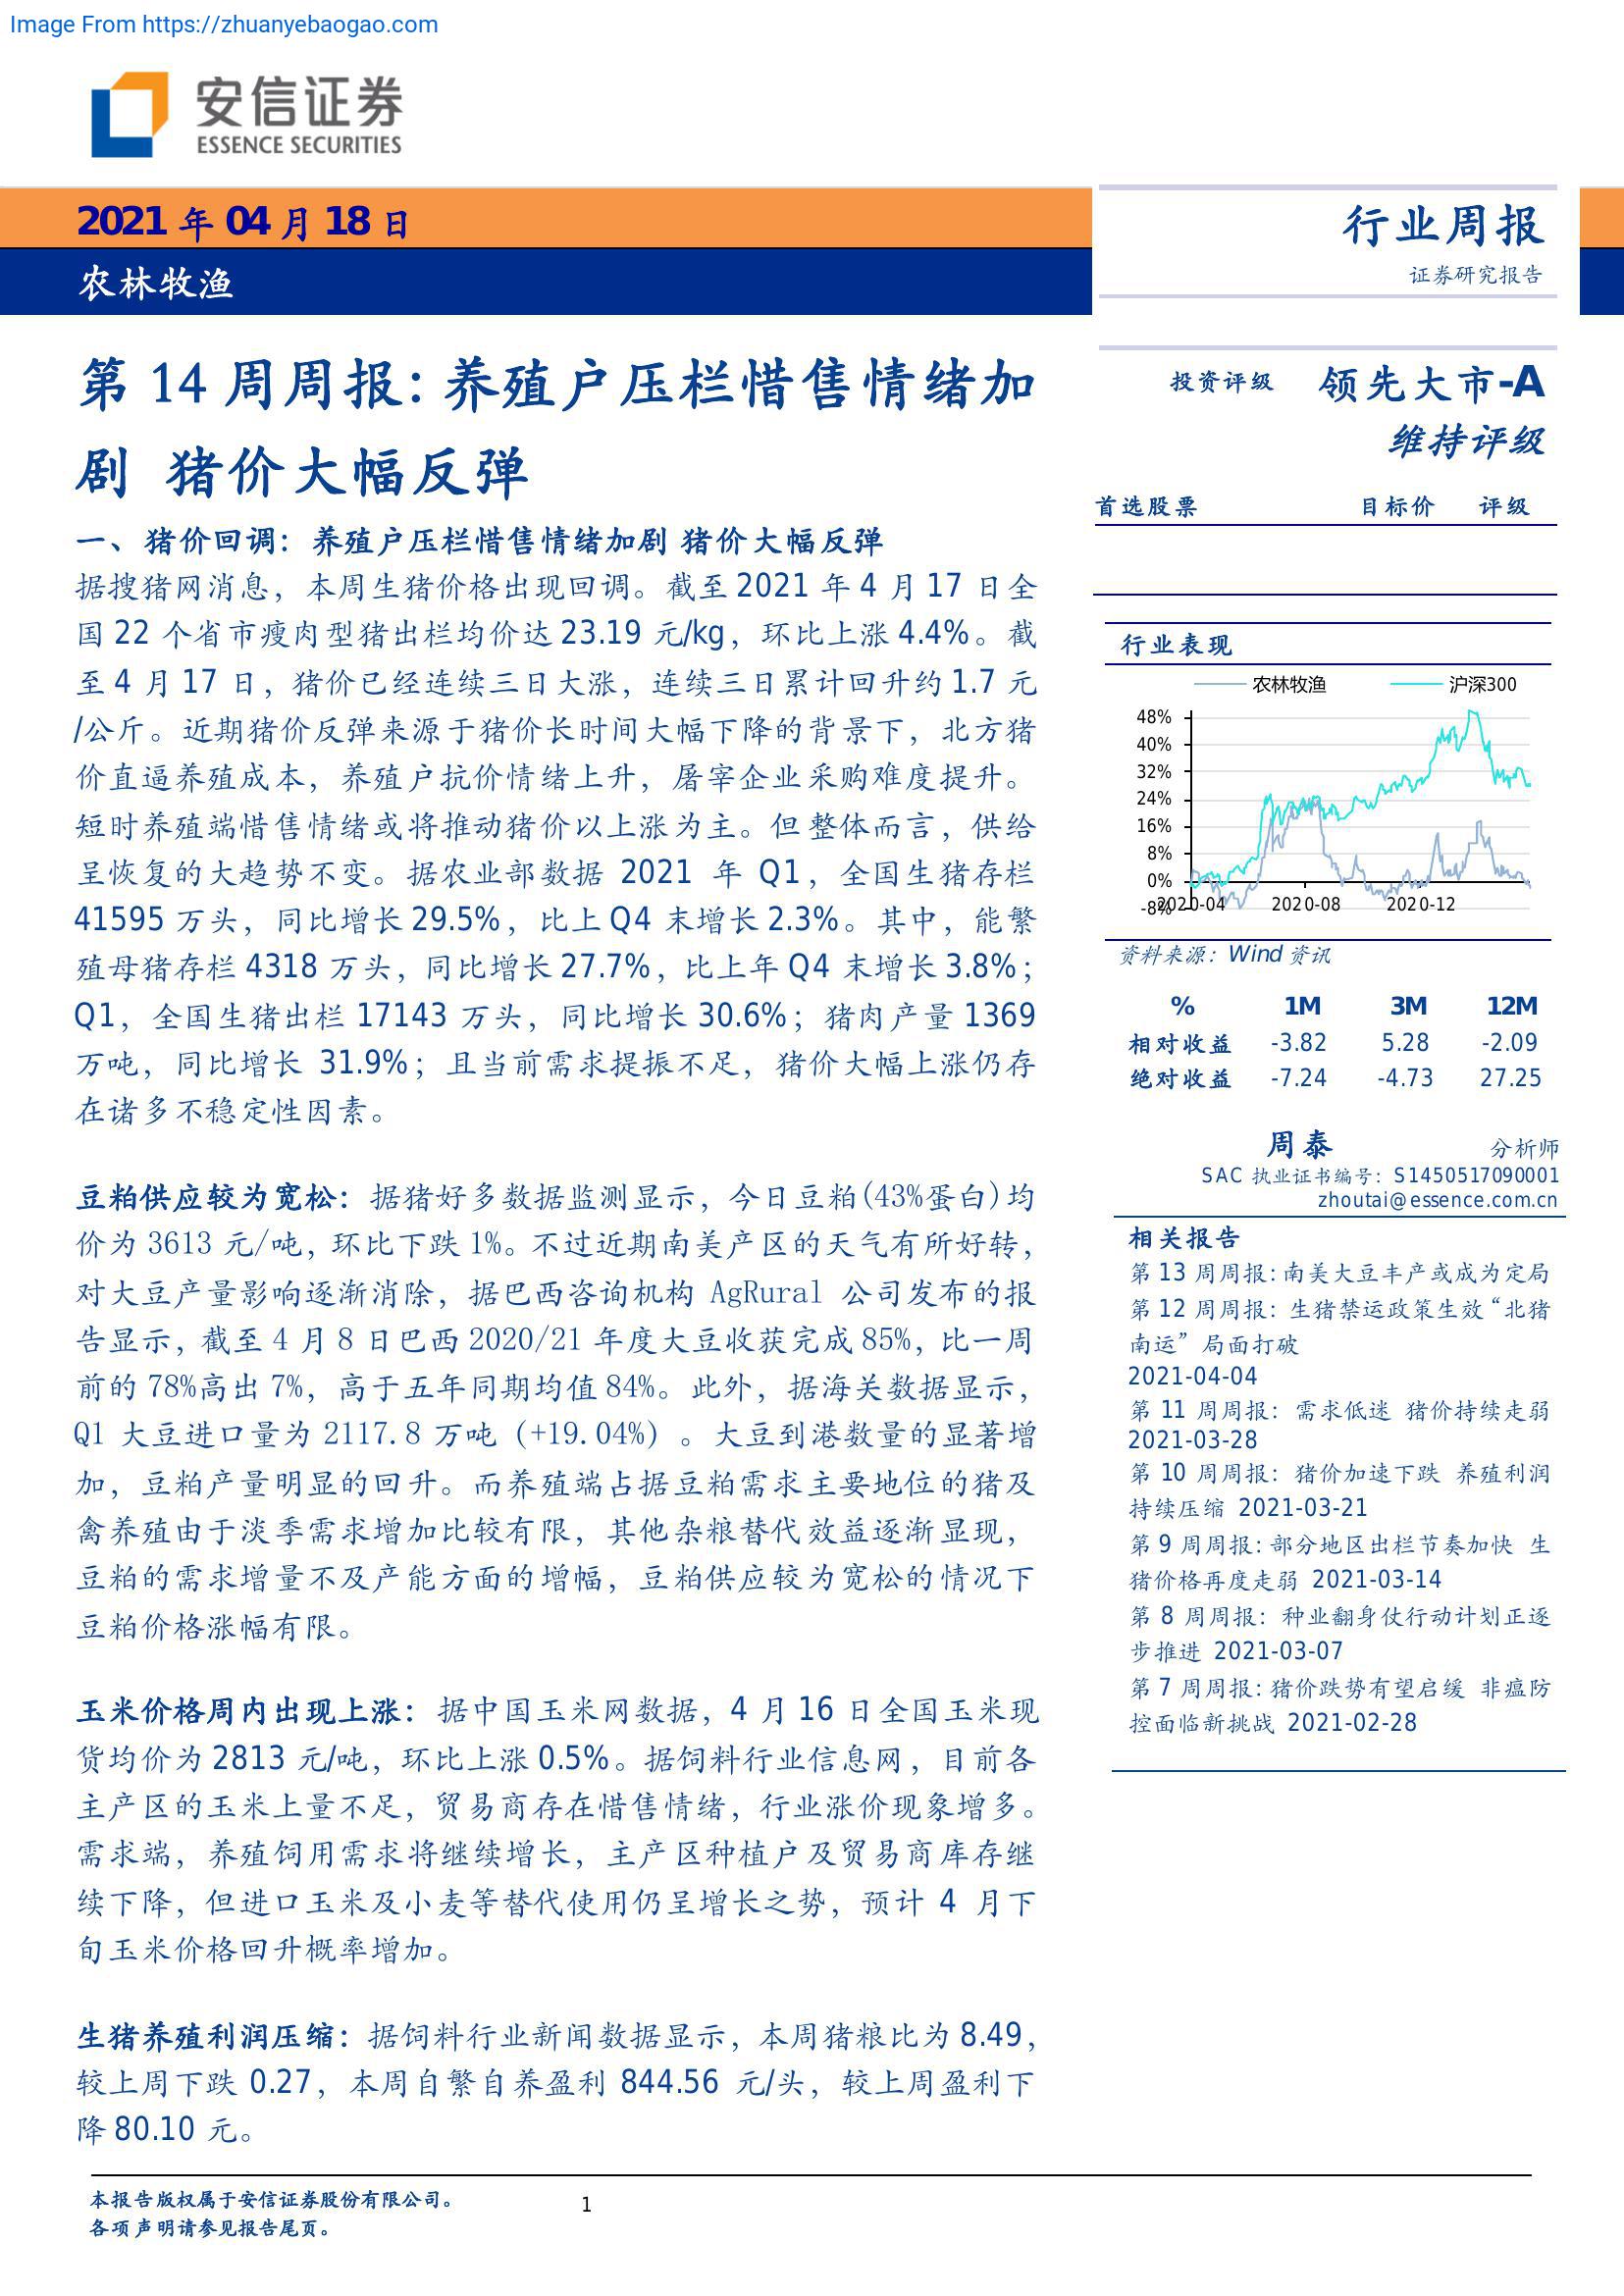 Image From https://zhuanyebaogao.com
安信证券
ESSENCE SECURITIES
2021 年 04 月 18 日
农林牧渔
行业周报
证券研究报告
第 14 周周报：养殖户压栏惜售情绪加
剧 猪价大幅反弹
一、猪价回调：养殖户压栏惜售情绪加剧 猪价大幅反弹
据搜猪网消息，本周生猪价格出现回调。截至 2021 年 4 月 17 日全
国 22 个省市瘦肉型猪出栏均价达 23.19 元/kg，环比上涨 4.4%。截
至 4 月 17 日，猪价已经连续三日大涨，连续三日累计回升约 1.7 元
/公斤。近期猪价反弹来源于猪价长时间大幅下降的背景下，北方猪
价直逼养殖成本，养殖户抗价情绪上升，屠宰企业采购难度提升。
短时养殖端惜售情绪或将推动猪价以上涨为主。但整体而言，供给
呈恢复的大趋势不变。据农业部数据 2021 年 Q1，全国生猪存栏
41595 万头，同比增长 29.5%，比上 Q4 末增长 2.3%。其中，能繁
殖母猪存栏 4318 万头，同比增长 27.7%，比上年 Q4 末增长 3.8%；
Q1，全国生猪出栏 17143 万头，同比增长 30.6%；猪肉产量 1369
万吨，同比增长 31.9%；且当前需求提振不足，猪价大幅上涨仍存
在诸多不稳定性因素。
豆粕供应较为宽松：据猪好多数据监测显示，今日豆粕(43%蛋白)均
价为 3613 元/吨，环比下跌 1%。不过近期南美产区的天气有所好转，
对大豆产量影响逐渐消除，据巴西咨询机构 AgRural 公司发布的报
告显示，截至 4 月 8 日巴西 2020/21 年度大豆收获完成 85%，比一周
前的 78%高出 7%，高于五年同期均值 84%。此外，据海关数据显示，
Q1 大豆进口量为 2117.8 万吨（+19.04%）。大豆到港数量的显著增
加，豆粕产量明显的回升。而养殖端占据豆粕需求主要地位的猪及
禽养殖由于淡季需求增加比较有限，其他杂粮替代效益逐渐显现，
豆粕的需求增量不及产能方面的增幅，豆粕供应较为宽松的情况下
豆粕价格涨幅有限。
玉米价格周内出现上涨：据中国玉米网数据，4 月 16 日全国玉米现
货均价为 2813 元/吨，环比上涨 0.5%。据饲料行业信息网，目前各
主产区的玉米上量不足，贸易商存在惜售情绪，行业涨价现象增多。
需求端，养殖饲用需求将继续增长，主产区种植户及贸易商库存继
续下降，但进口玉米及小麦等替代使用仍呈增长之势，预计 4 月下
旬玉米价格回升概率增加。
生猪养殖利润压缩：据饲料行业新闻数据显示，本周猪粮比为 8.49，
较上周下跌 0.27，本周自繁自养盈利 844.56 元/头，较上周盈利下
降 80.10 元。
投资评级 领先大市-A
维持评级
首选股票 目标价 评级
行业表现
农林牧渔 沪深300
48%
40%
32%
24%
16%
8%
0%
-8%
2020-04 2020-08 2020-12
资料来源：Wind 资讯
% 1M 3M 12M
相对收益 -3.82 5.28 -2.09
绝对收益 -7.24 -4.73 27.25
周泰 分析师
SAC 执业证书编号：S1450517090001
zhoutai@essence.com.cn
相关报告
第 13 周周报：南美大豆丰产或成为定局
第 12 周周报：生猪禁运政策生效“北猪
南运”局面打破
2021-04-04
第 11 周周报：需求低迷 猪价持续走弱
2021-03-28
第 10 周周报：猪价加速下跌 养殖利润
持续压缩 2021-03-21
第 9 周周报：部分地区出栏节奏加快 生
猪价格再度走弱 2021-03-14
第 8 周周报：种业翻身仗行动计划正逐
步推进 2021-03-07
第 7 周周报：猪价跌势有望启缓 非瘟防
控面临新挑战 2021-02-28
本报告版权属于安信证券股份有限公司。
各项声明请参见报告尾页。
1